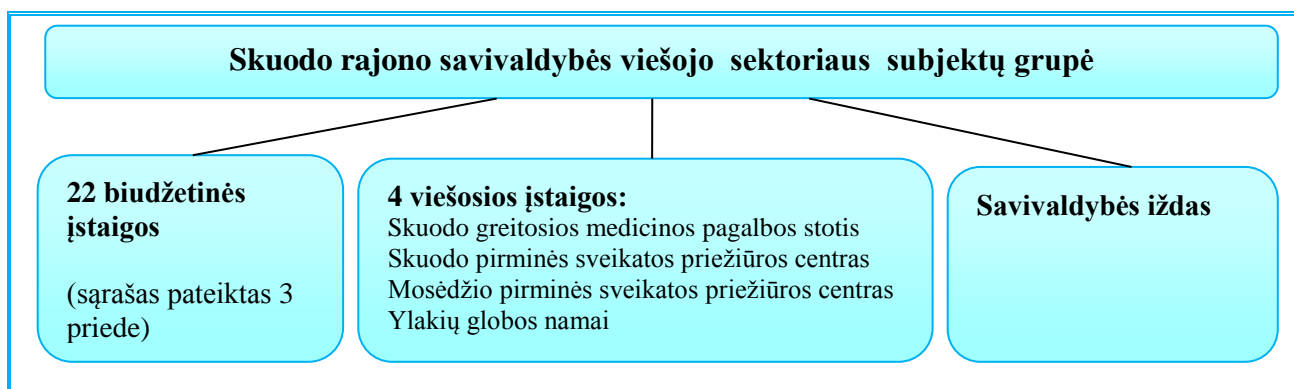 Skuodo rajono savivaldybės viešojo sektoriaus subjektų grupė
22 biudžetinės
įstaigos
(sąrašas pateiktas 3
priede)
4 viešosios įstaigos:
Skuodo greitosios medicinos pagalbos stotis
Skuodo pirminės sveikatos priežiūros centras
Mosėdžio pirminės sveikatos priežiūros centras
Ylakių globos namai
Savivaldybės iždas